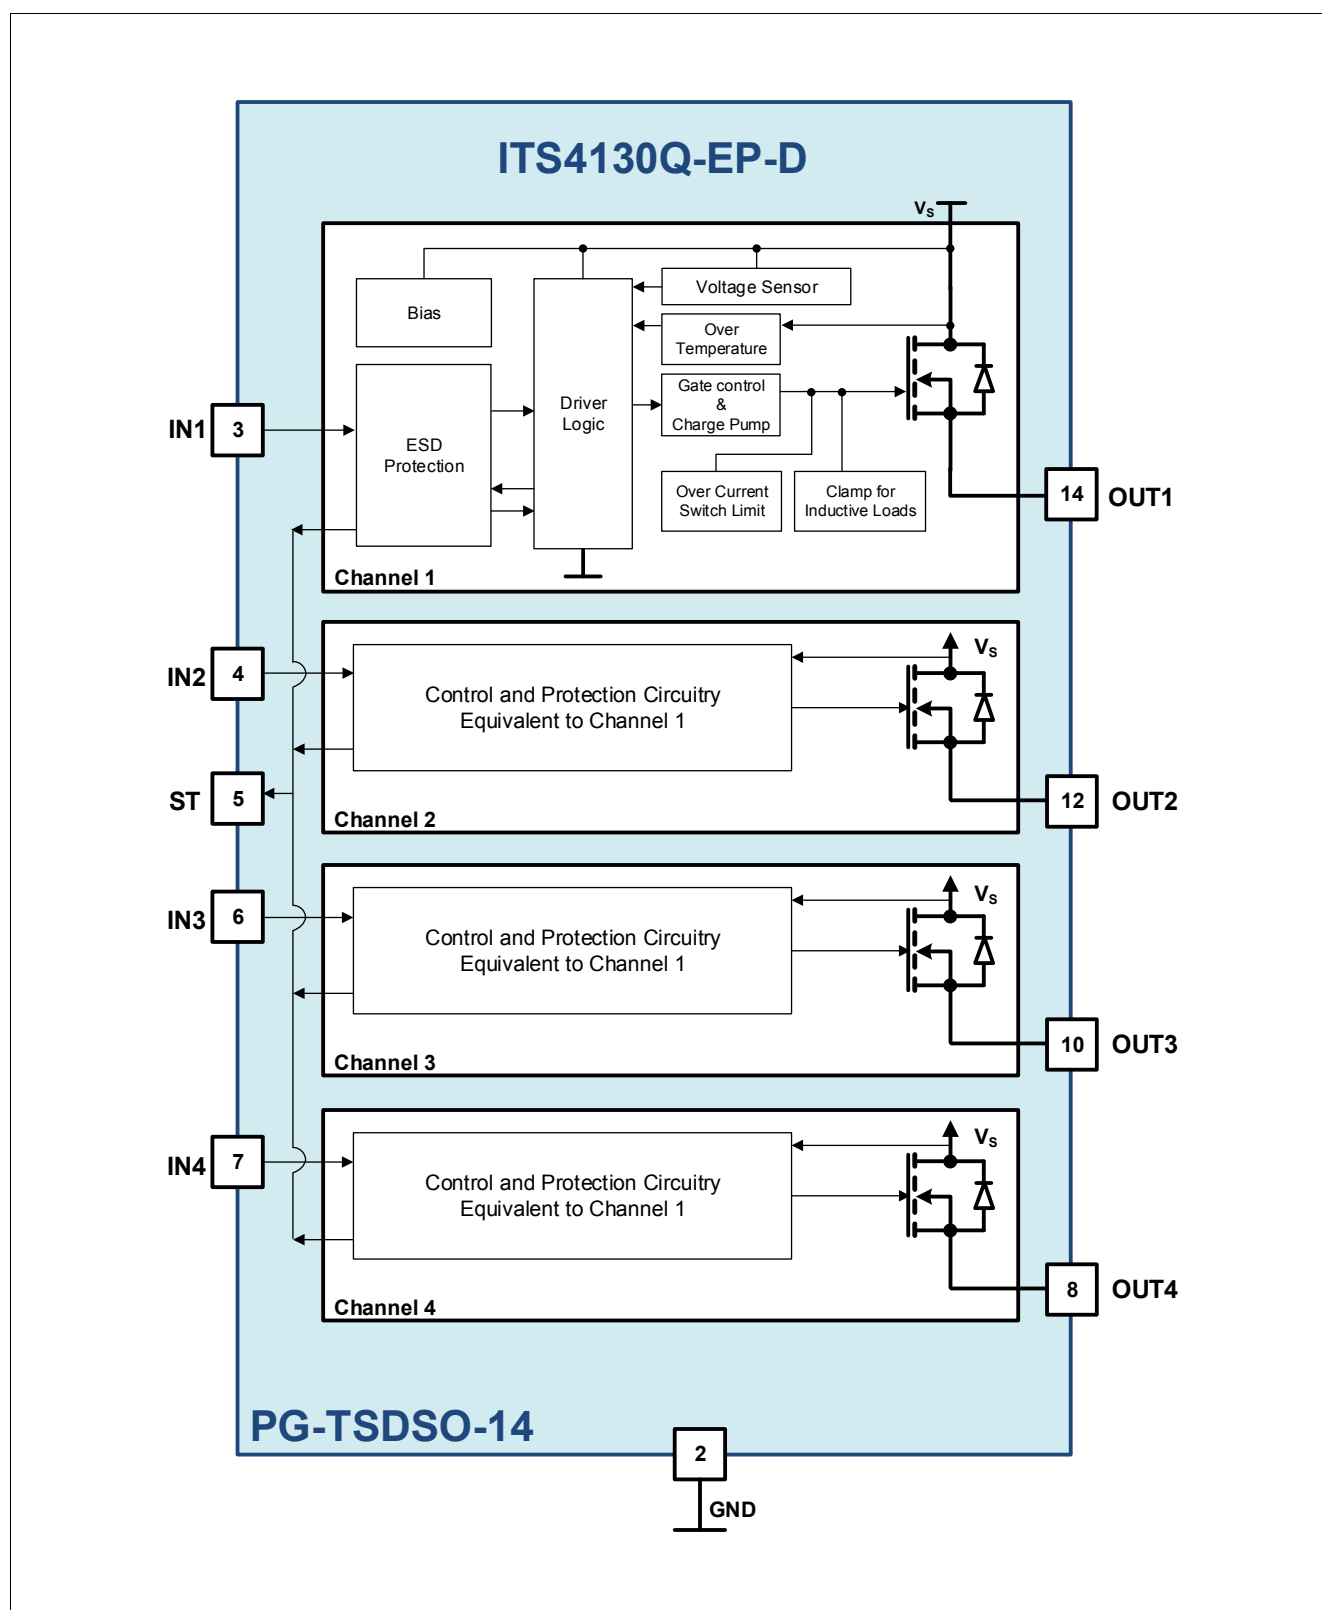 ITS4130Q-EP-D
VS
Bias
Voltage Sensor
Over
Temperature
Gate control
&
Charge Pump
Driver
Logic
ESD
Protection
Over Current
Switch Limit
Clamp for
Inductive Loads
IN1
3
14
OUT1
Channel 1
IN2
4
Control and Protection Circuitry
Equivalent to Channel 1
VS
ST
5
12
OUT2
Channel 2
IN3
6
Control and Protection Circuitry
Equivalent to Channel 1
VS
10
OUT3
Channel 3
IN4
7
Control and Protection Circuitry
Equivalent to Channel 1
VS
8
OUT4
Channel 4
PG-TSDSO-14
2
GND